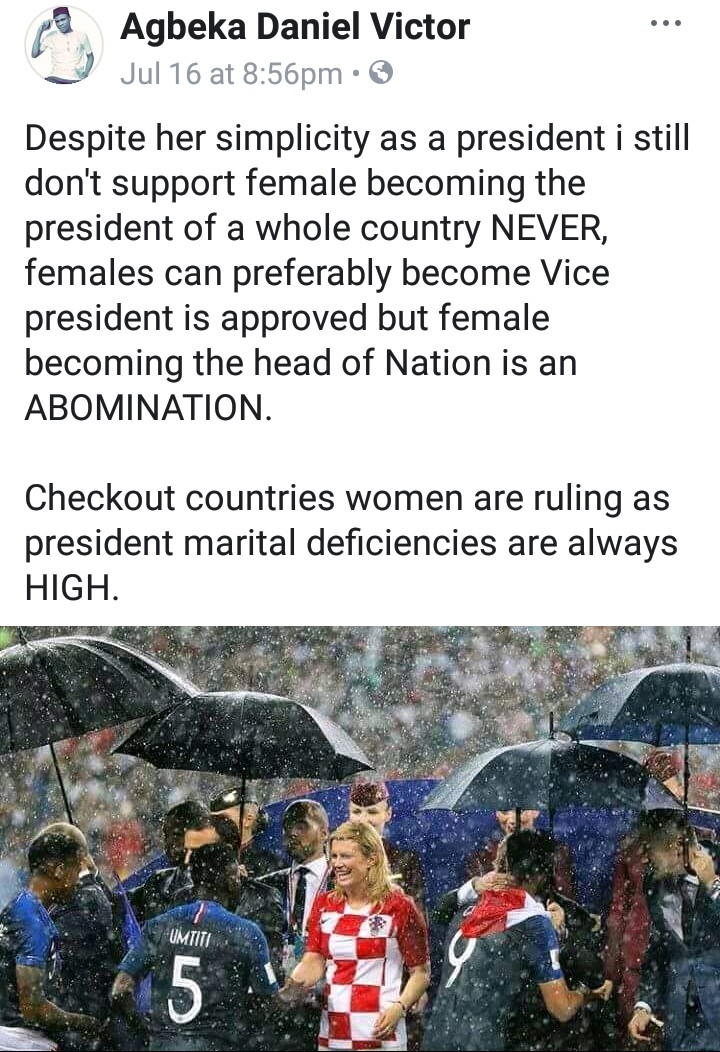 Agbeka Daniel Victor
Jul 16 at 8:56pm •
Despite her simplicity as a president i still
don't support female becoming the
president of a whole country NEVER,
females can preferably become Vice
president is approved but female
becoming the head of Nation is an
ABOMINATION.
Checkout countries women are ruling as
president marital deficiencies are always
HIGH.
UMTITI
5
9